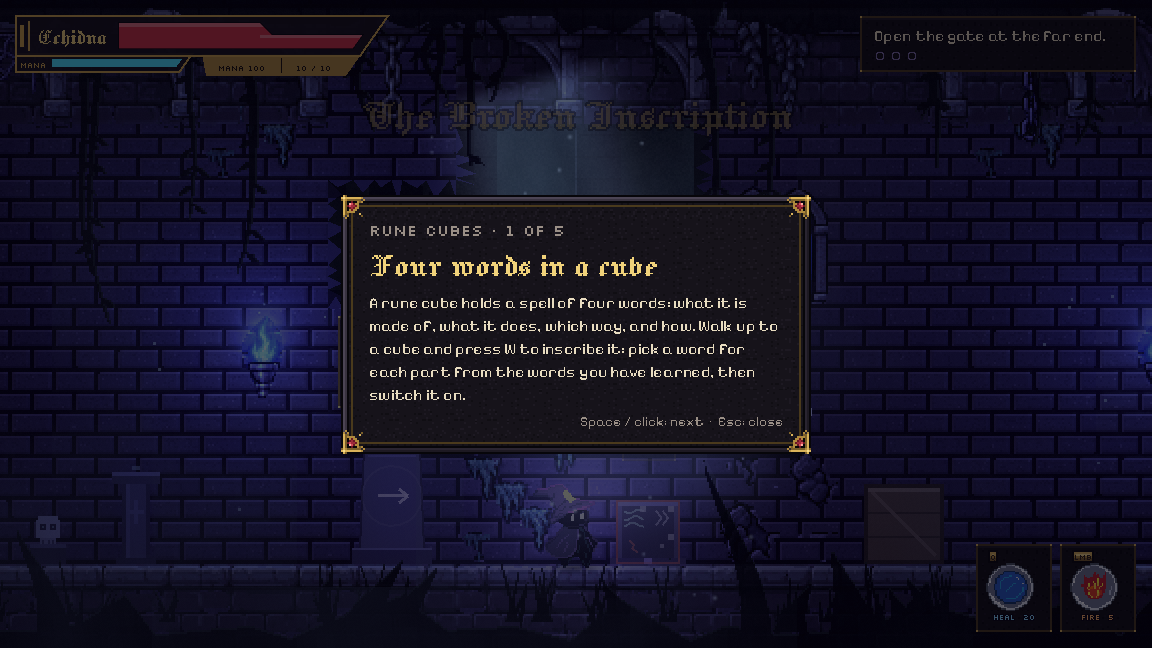 Echidna
MANA
MANA 100
10 / 10
Open the gate at the far end.
The Broken Inscription
RUNE CUBES · 1 OF 5
Four words in a cube
A rune cube holds a spell of four words: what it is
made of, what it does, which way, and how. Walk up to
a cube and press W to inscribe it: pick a word for
each part from the words you have learned, then
switch it on.
Space / click: next · Esc: close
Q
LMB
HEAL 20
FIRE 5